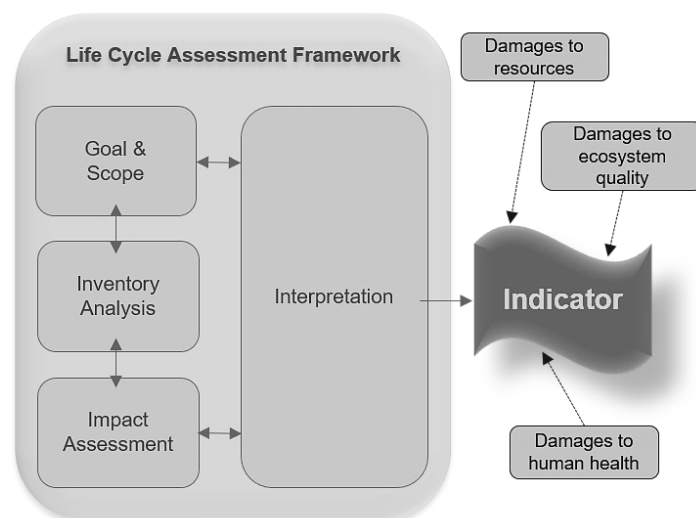 Life Cycle Assessment Framework
Goal &
Scope
Inventory
Analysis
Impact
Assessment
Interpretation
Damages to
resources
Damages to
ecosystem
quality
Indicator
Damages to
human health